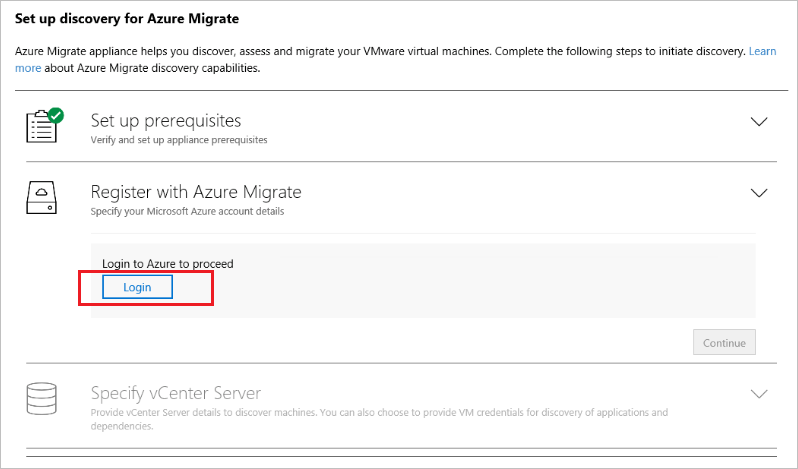 Set up discovery for Azure Migrate
Azure Migrate appliance helps you discover, assess and migrate your VMware virtual machines. Complete the following steps to initiate discovery. Learn
more about Azure Migrate discovery capabilities.
Set up prerequisites
Verify and set up appliance prerequisites
Register with Azure Migrate
Specify your Microsoft Azure account details
Login to Azure to proceed
Login
Continue
Specify vCenter Server
Provide vCenter Server details to discover machines. You can also choose to provide VM credentials for discovery of applications and
dependencies.